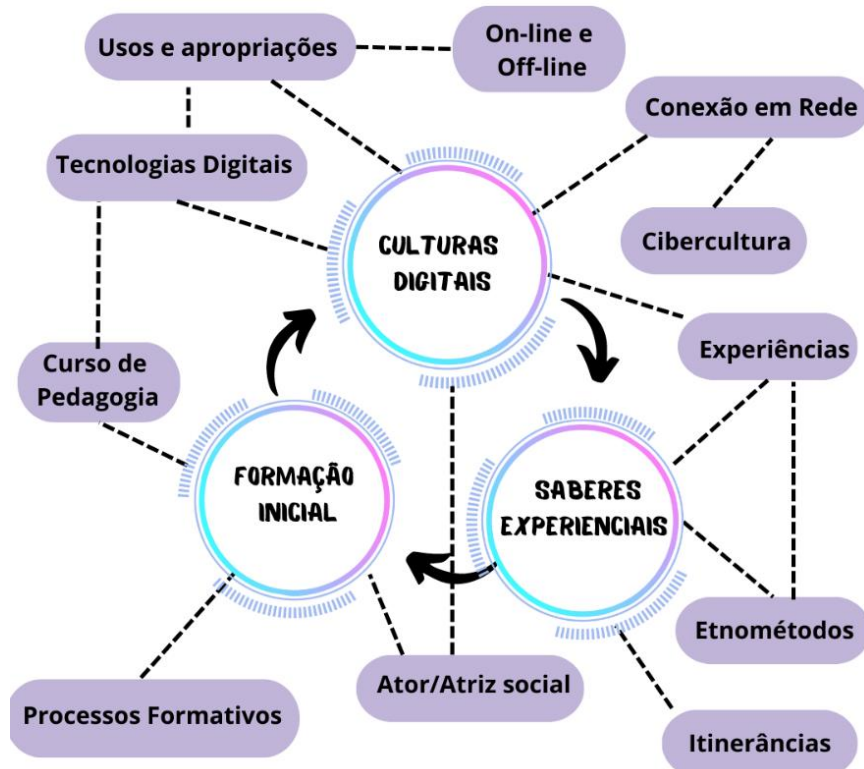 Usos e apropriações
On-line e
Off-line
Conexão em Rede
Tecnologias Digitais
Cibercultura
CULTURAS
DIGITAIS
Experiências
Curso de
Pedagogia
FORMAÇÃO
INICIAL
SABERES
EXPERIENCIAIS
Etnométodos
Ator/Atriz social
Processos Formativos
Itinerâncias